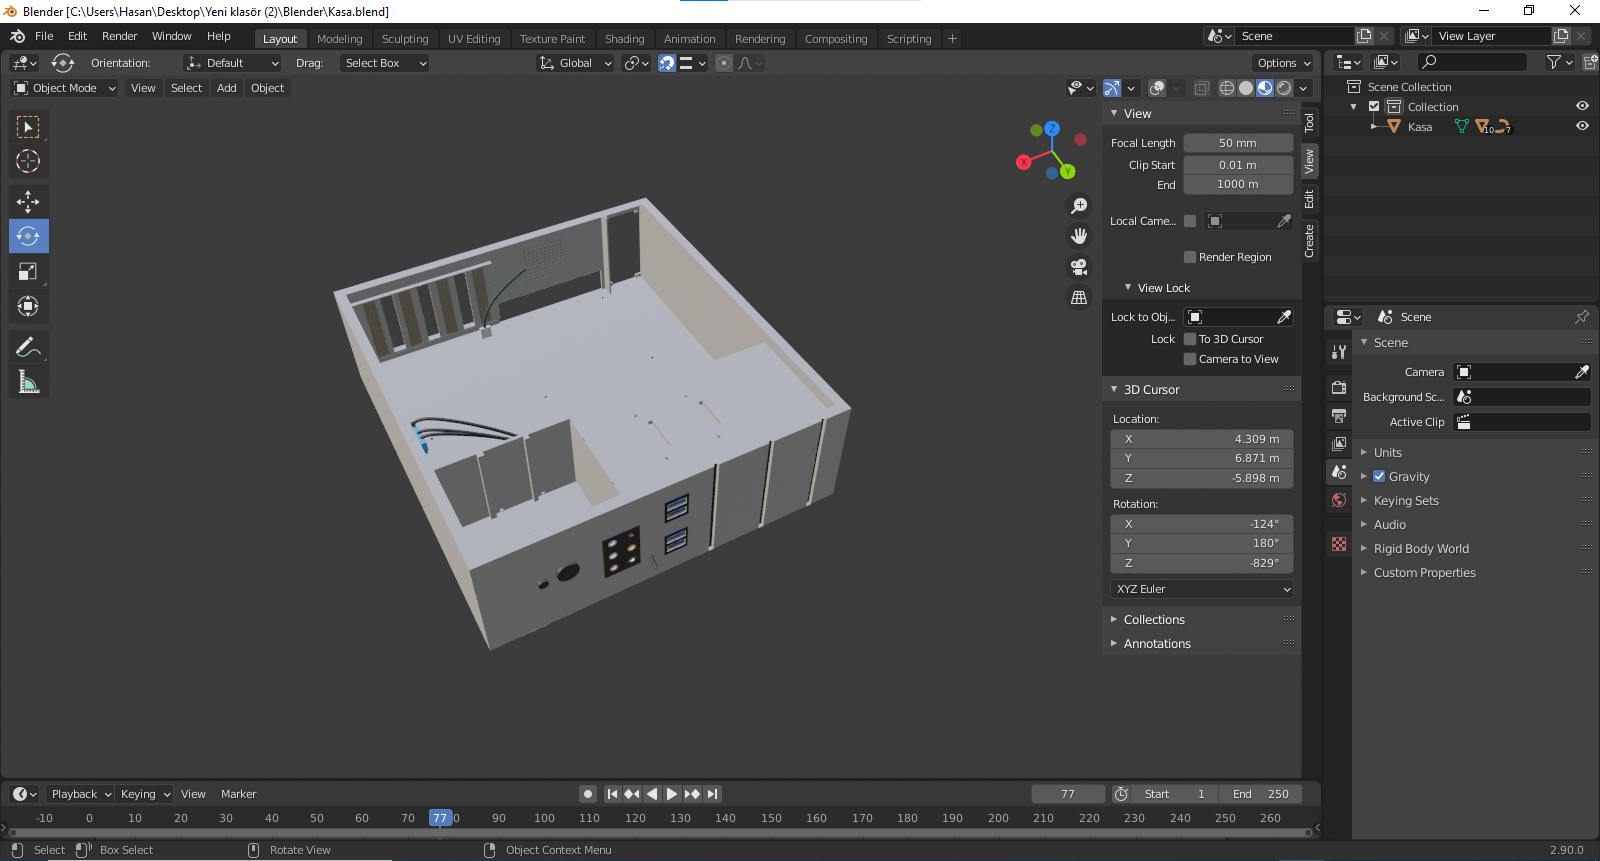 Blender [C:\Users\Hasan\Desktop\Yeni klasör (2)\Blender\Kasa.blend]
File Edit Render Window Help Layout Modeling Sculpting UV Editing Texture Paint Shading Animation Rendering Compositing Scripting + Scene View Layer
Orientation: Default Drag: Select Box Global Options
Object Mode View Select Add Object
Scene Collection
Collection
Kasa 10 7
View
Focal Length 50 mm
Clip Start 0.01 m
End 1000 m
Local Came...
Render Region
View Lock
Lock to Obj...
Lock To 3D Cursor
Camera to View
3D Cursor
Location:
X 4.309 m
Y 6.871 m
Z -5.898 m
Rotation:
X -124°
Y 180°
Z -829°
XYZ Euler
Collections
Annotations
Tool
View
Edit
Create
X
Y
Z
Scene
Scene
Camera
Background Sc...
Active Clip
Units
Gravity
Keying Sets
Audio
Rigid Body World
Custom Properties
Playback Keying View Marker 77 Start 1 End 250
-10 0 10 20 30 40 50 60 70 77 0 90 100 110 120 130 140 150 160 170 180 190 200 210 220 230 240 250 260
Select Box Select Rotate View Object Context Menu 2.90.0